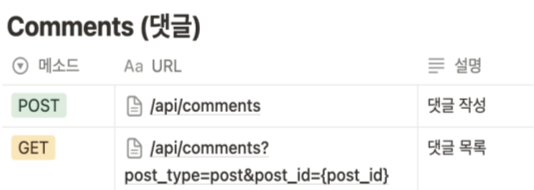 Comments (댓글)
메소드 Aa URL 설명
POST /api/comments 댓글 작성
GET /api/comments? 댓글 목록
post_type=post&post_id={post_id}